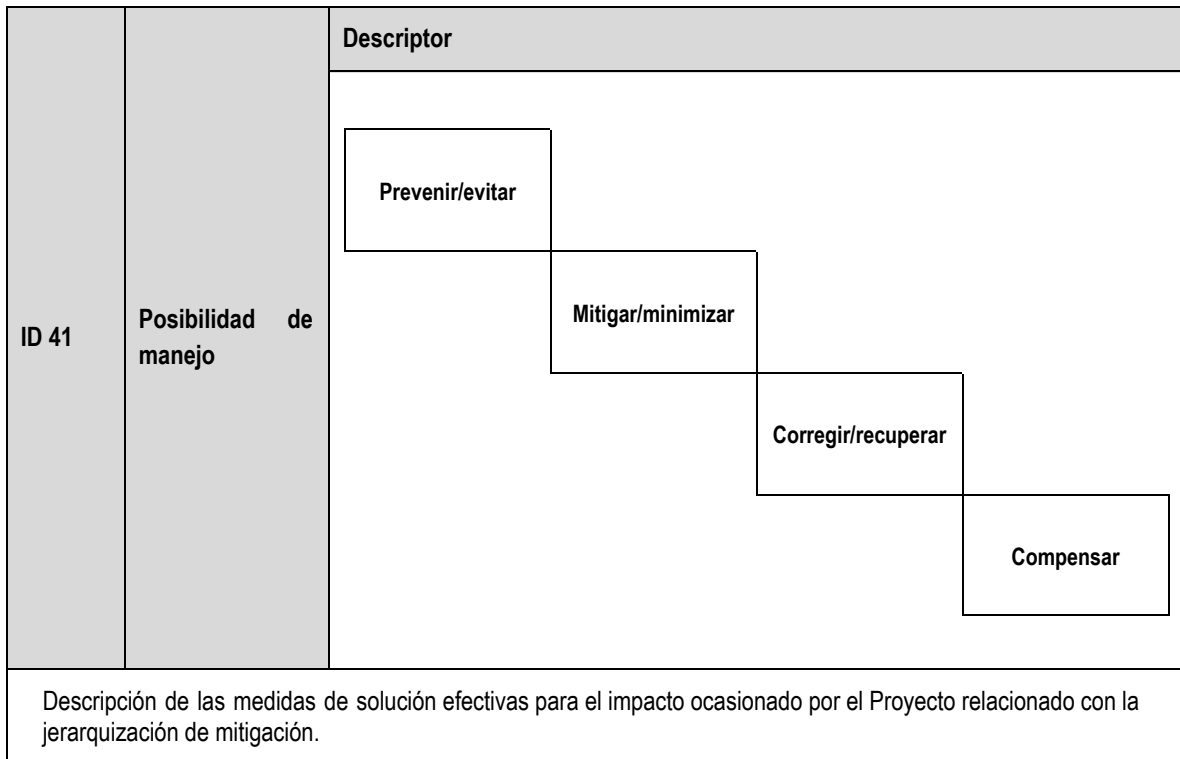 Descriptor
ID 41
Posibilidad de
manejo
Prevenir/evitar
Mitigar/minimizar
Corregir/recuperar
Compensar
Descripción de las medidas de solución efectivas para el impacto ocasionado por el Proyecto relacionado con la
jerarquización de mitigación.